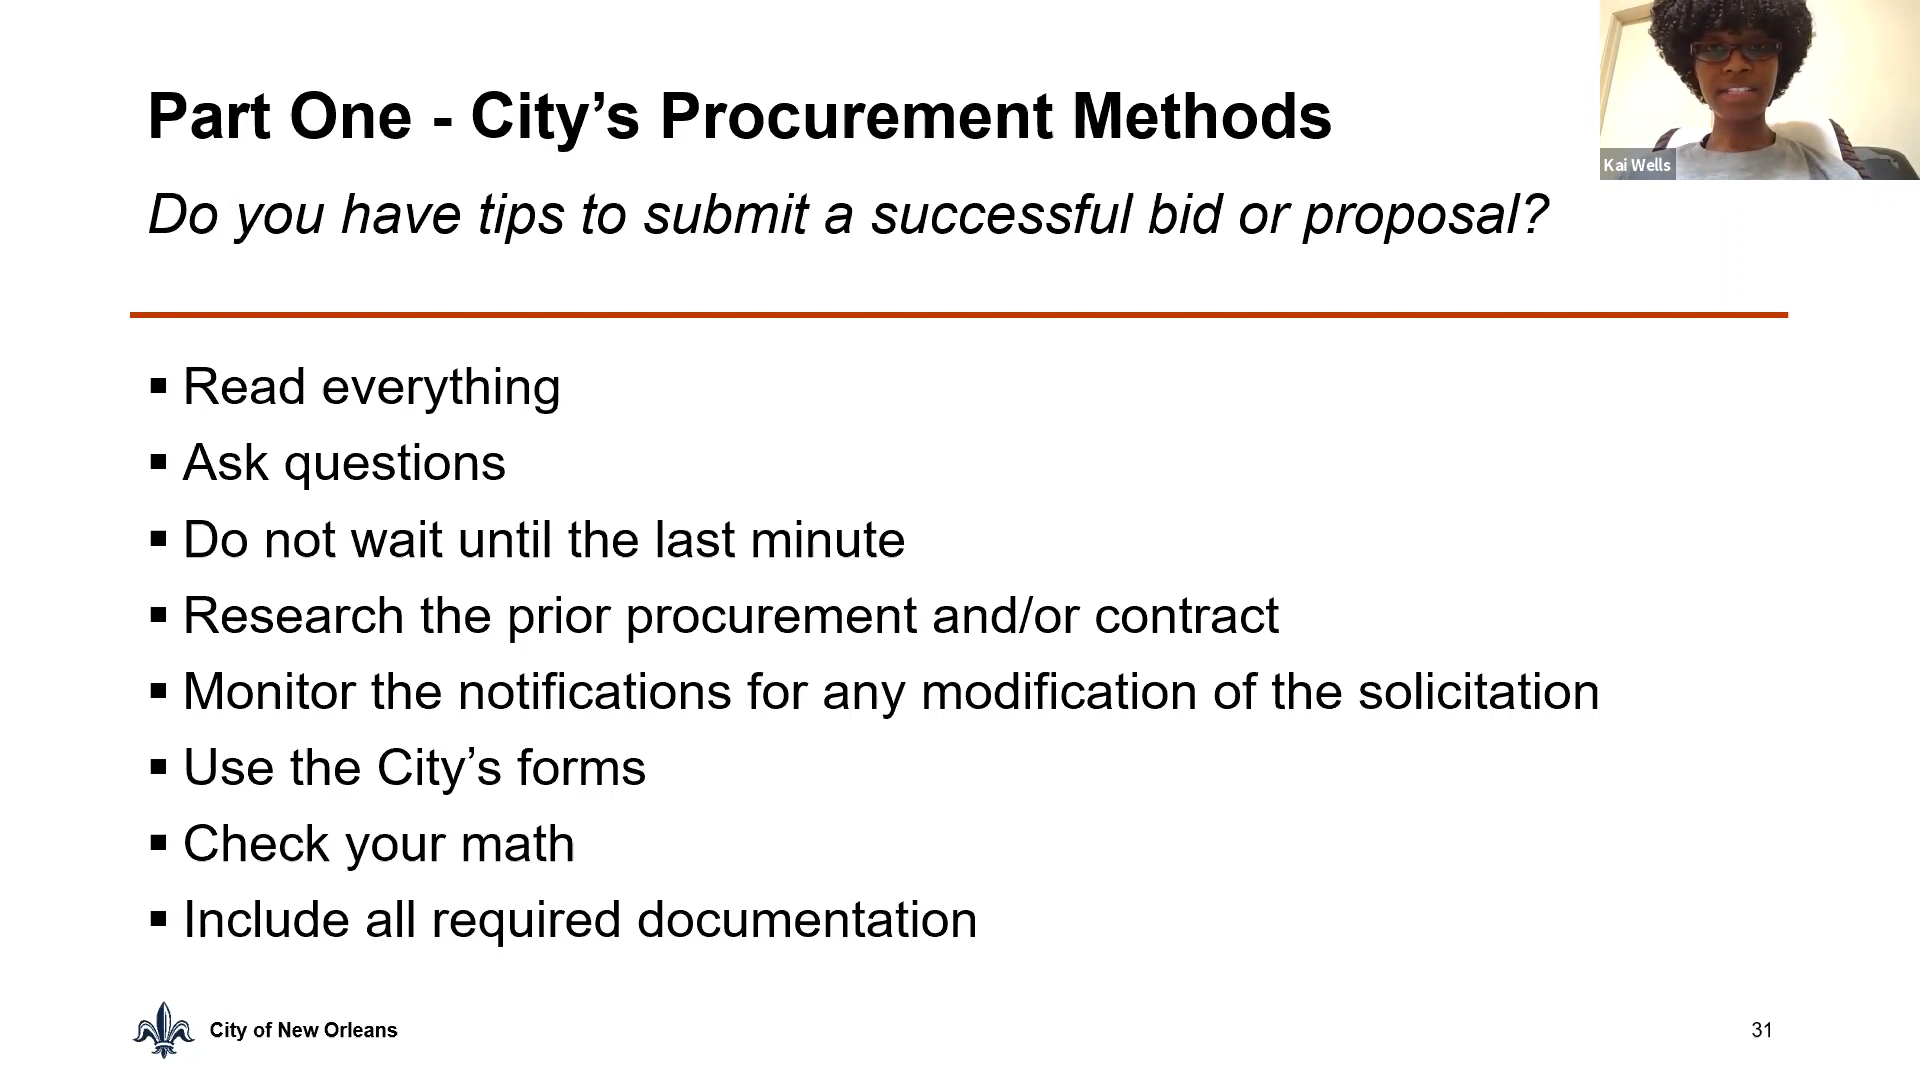 Part One - City’s Procurement Methods
Kai Wells
Do you have tips to submit a successful bid or proposal?
▪ Read everything
▪ Ask questions
▪ Do not wait until the last minute
▪ Research the prior procurement and/or contract
▪ Monitor the notifications for any modification of the solicitation
▪ Use the City’s forms
▪ Check your math
▪ Include all required documentation
City of New Orleans
31